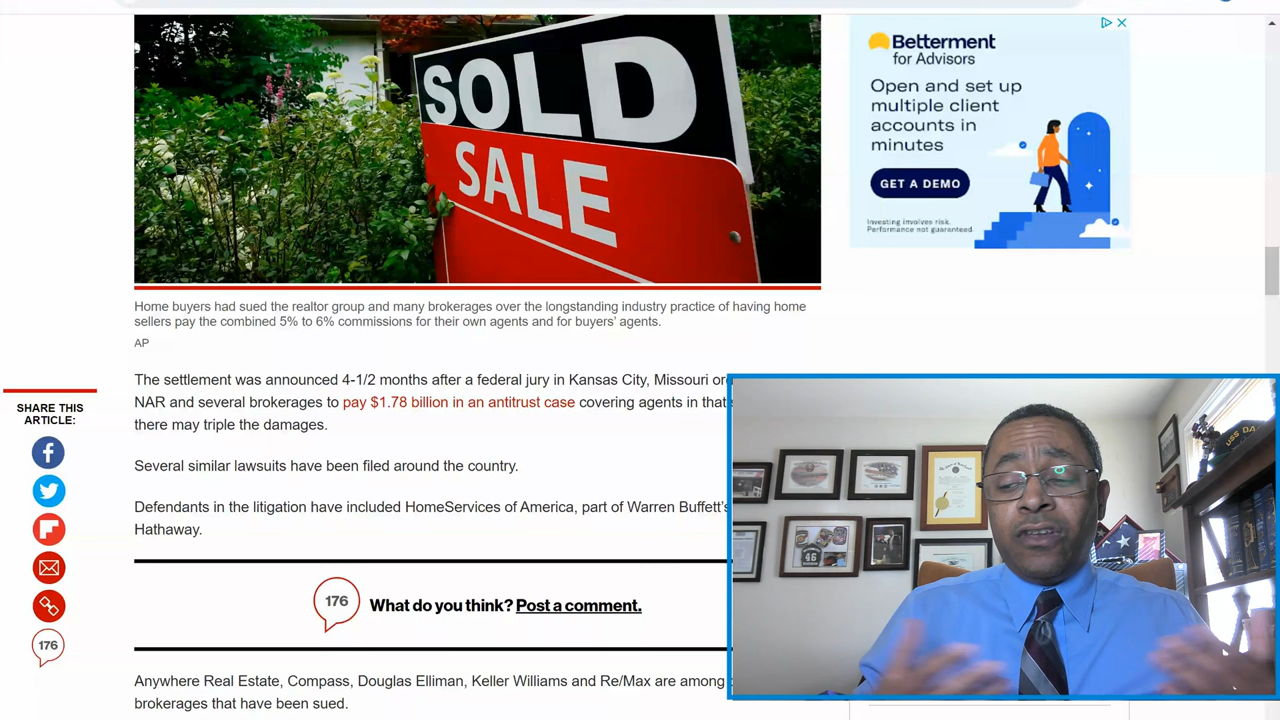 SOLD
SALE
Betterment
for Advisors
Open and set up
multiple client
accounts in
minutes
GET A DEMO
Investing involves risk.
Performance not guaranteed.
Home buyers had sued the realtor group and many brokerages over the longstanding industry practice of having home
sellers pay the combined 5% to 6% commissions for their own agents and for buyers’ agents.
AP
The settlement was announced 4-1/2 months after a federal jury in Kansas City, Missouri
NAR and several brokerages to pay $1.78 billion in an antitrust case covering agents in
there may triple the damages.
Several similar lawsuits have been filed around the country.
Defendants in the litigation have included HomeServices of America, part of Warren Buffett’s
Hathaway.
SHARE THIS
ARTICLE:
176
176
What do you think? Post a comment.
Anywhere Real Estate, Compass, Douglas Elliman, Keller Williams and Re/Max are among
brokerages that have been sued.
46